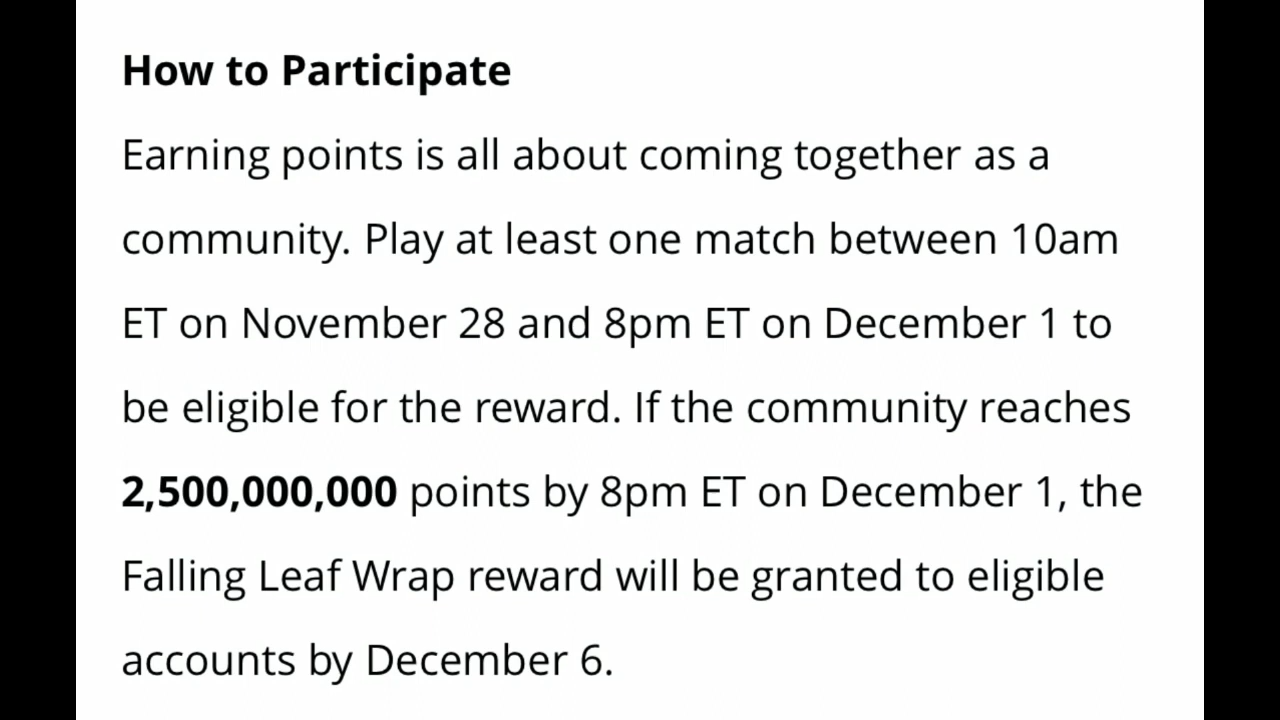 How to Participate
Earning points is all about coming together as a
community. Play at least one match between 10am
ET on November 28 and 8pm ET on December 1 to
be eligible for the reward. If the community reaches
2,500,000,000 points by 8pm ET on December 1, the
Falling Leaf Wrap reward will be granted to eligible
accounts by December 6.